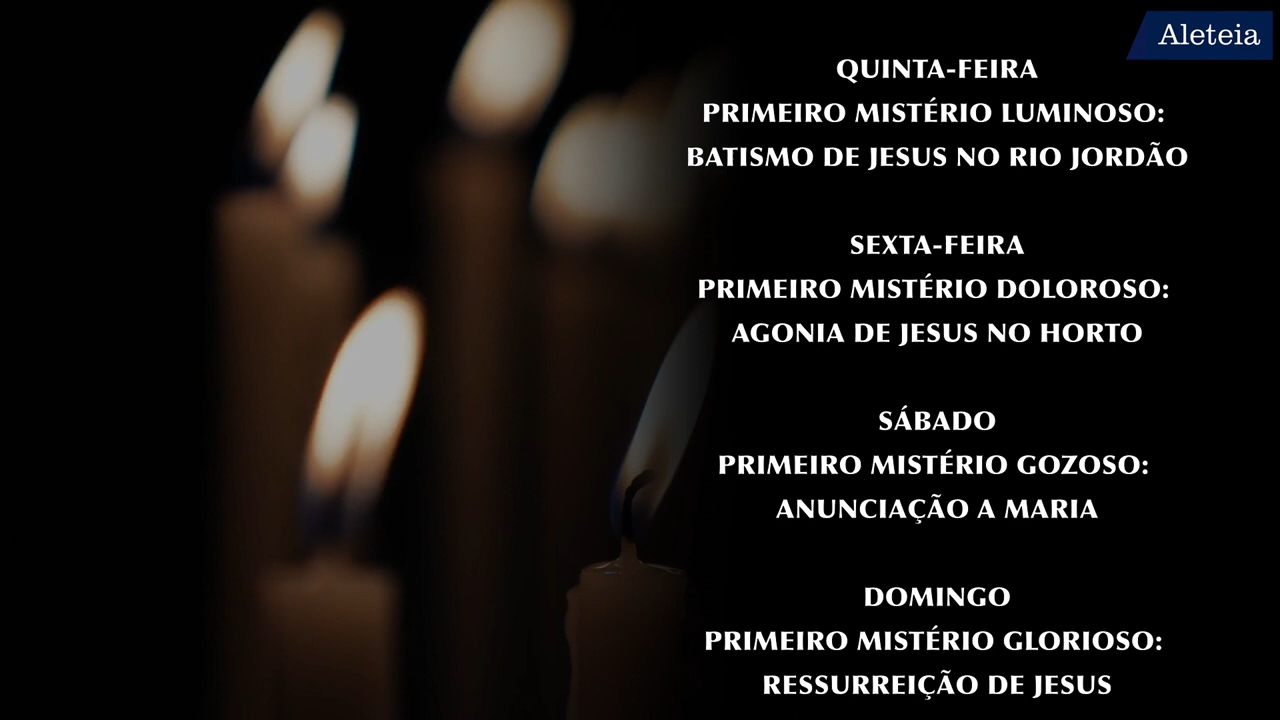 Aleteia
QUINTA-FEIRA
PRIMEIRO MISTÉRIO LUMINOSO:
BATISMO DE JESUS NO RIO JORDÃO
SEXTA-FEIRA
PRIMEIRO MISTÉRIO DOLOROSO:
AGONIA DE JESUS NO HORTO
SÁBADO
PRIMEIRO MISTÉRIO GOZOSO:
ANUNCIAÇÃO A MARIA
DOMINGO
PRIMEIRO MISTÉRIO GLORIOSO:
RESSURREIÇÃO DE JESUS